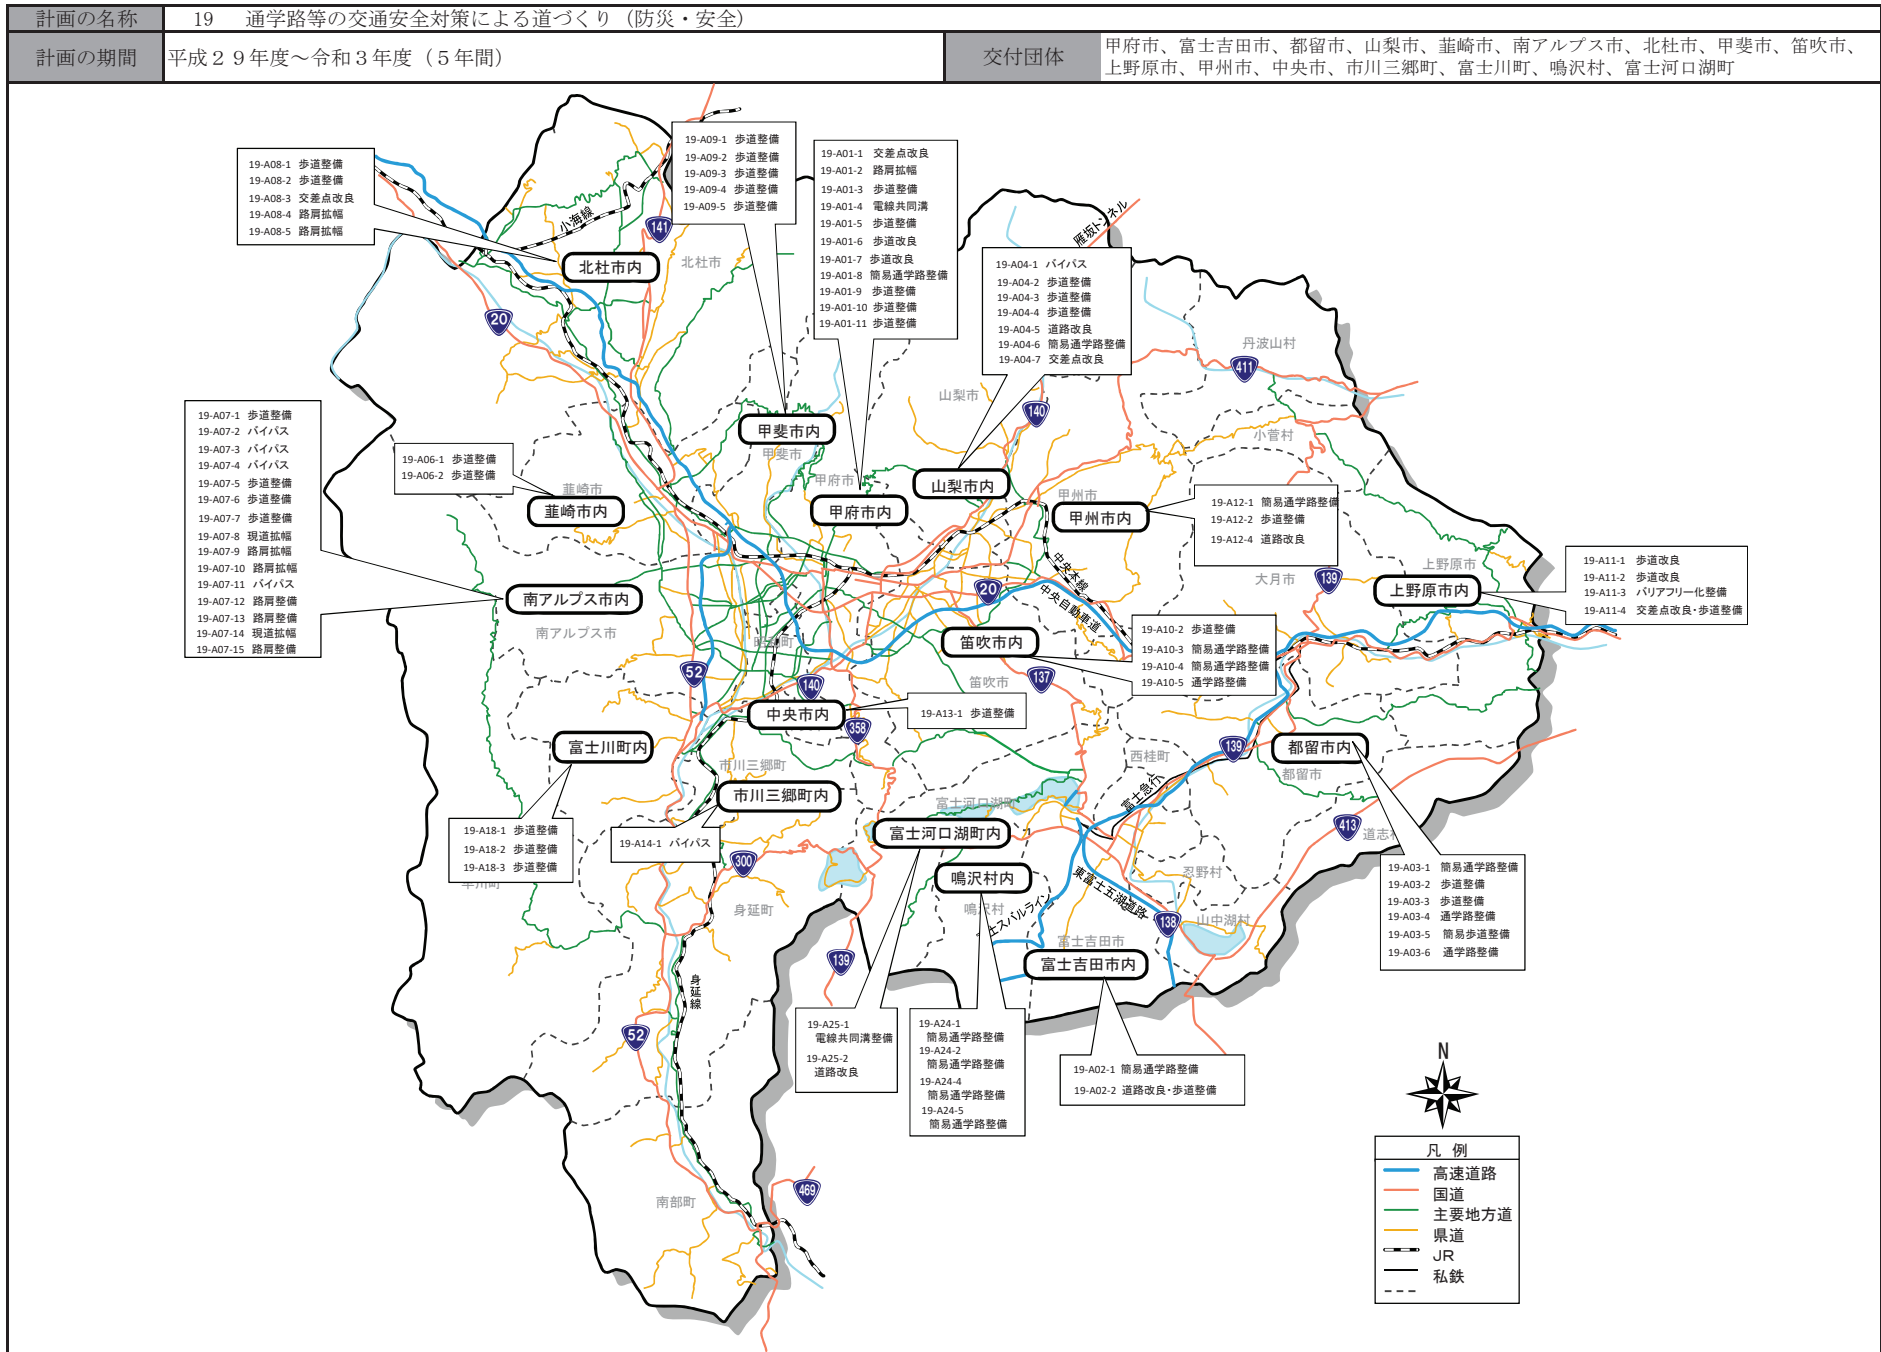 計画の名称
19 通学路等の交通安全対策による道づくり（防災・安全）
計画の期間
平成２９年度～令和３年度（５年間）
交付団体
甲府市、富士吉田市、都留市、山梨市、韮崎市、南アルプス市、北杜市、甲斐市、笛吹市、
上野原市、甲州市、中央市、市川三郷町、富士川町、鳴沢村、富士河口湖町
19-A08-1 歩道整備
19-A08-2 歩道整備
19-A08-3 交差点改良
19-A08-4 路肩拡幅
19-A08-5 路肩拡幅
19-A09-1 歩道整備
19-A09-2 歩道整備
19-A09-3 歩道整備
19-A09-4 歩道整備
19-A09-5 歩道整備
19-A01-1 交差点改良
19-A01-2 路肩拡幅
19-A01-3 歩道整備
19-A01-4 電線共同溝
19-A01-5 歩道整備
19-A01-6 歩道改良
19-A01-7 歩道改良
19-A01-8 簡易通学路整備
19-A01-9 歩道整備
19-A01-10 歩道整備
19-A01-11 歩道整備
19-A04-1 バイパス
19-A04-2 歩道整備
19-A04-3 歩道整備
19-A04-4 歩道整備
19-A04-5 道路改良
19-A04-6 簡易通学路整備
19-A04-7 交差点改良
雁坂トンネル
小海線
141
北杜市内
北杜市
20
丹波山村
411
山梨市
140
小菅村
19-A07-1 歩道整備
19-A07-2 バイパス
19-A07-3 バイパス
19-A07-4 バイパス
19-A07-5 歩道整備
19-A07-6 歩道整備
19-A07-7 歩道整備
19-A07-8 現道拡幅
19-A07-9 路肩拡幅
19-A07-10 路肩拡幅
19-A07-11 バイパス
19-A07-12 路肩整備
19-A07-13 路肩整備
19-A07-14 現道拡幅
19-A07-15 路肩整備
19-A06-1 歩道整備
19-A06-2 歩道整備
甲斐市内
甲斐市
甲府市
山梨市内
韮崎市
韮崎市内
甲府市内
甲州市
甲州市内
19-A12-1 簡易通学路整備
19-A12-2 歩道整備
19-A12-4 道路改良
上野原市
大月市
139
上野原市内
19-A11-1 歩道改良
19-A11-2 歩道改良
19-A11-3 バリアフリー化整備
19-A11-4 交差点改良・歩道整備
中央本線
中央自動車道
20
南アルプス市内
南アルプス市
笛吹市内
笛吹市
19-A10-2 歩道整備
19-A10-3 簡易通学路整備
19-A10-4 簡易通学路整備
19-A10-5 通学路整備
52
140
137
中央市内
358
19-A13-1 歩道整備
富士川町内
市川三郷町
市川三郷町内
西桂町
139
都留市内
都留市
富士急行
富士河口湖町
富士河口湖町内
413
19-A18-1 歩道整備
19-A18-2 歩道整備
19-A18-3 歩道整備
19-A14-1 バイパス
300
身延町
鳴沢村内
東富士五湖道路
忍野村
138
山中湖村
19-A03-1 簡易通学路整備
19-A03-2 歩道整備
19-A03-3 歩道整備
19-A03-4 通学路整備
19-A03-5 簡易歩道整備
19-A03-6 通学路整備
139
富士吉田市
富士吉田市内
身延線
52
19-A25-1
電線共同溝整備
19-A25-2
道路改良
19-A24-1
簡易通学路整備
19-A24-2
簡易通学路整備
19-A24-4
簡易通学路整備
19-A24-5
簡易通学路整備
19-A02-1 簡易通学路整備
19-A02-2 道路改良・歩道整備
南部町
469
N
凡 例
高速道路
国道
主要地方道
県道
JR
私鉄